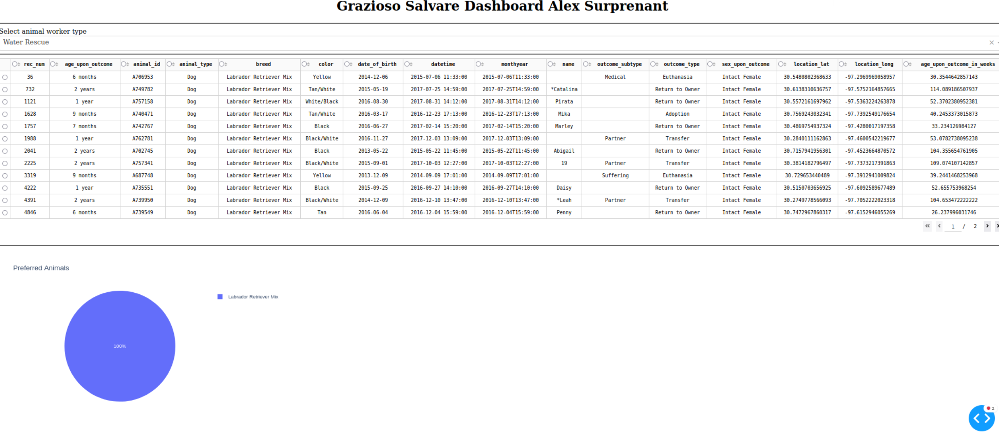 Grazioso Salvare Dashboard Alex Surprenant
Select animal worker type
Water Rescue
rec_num age_upon_outcome animal_id animal_type breed color date_of_birth datetime monthyear name outcome_subtype outcome_type sex_upon_outcome location_lat location_long age_upon_outcome_in_weeks
36 6 months A706953 Dog Labrador Retriever Mix Yellow 2014-12-06 2015-07-06 11:33:00 2015-07-06T11:33:00 Medical Euthanasia Intact Female 30.5480802368633 -97.2969969058957 30.3544642857143
732 2 years A749782 Dog Labrador Retriever Mix Tan/White 2015-05-19 2017-07-25 14:59:00 2017-07-25T14:59:00 *Catalina Return to Owner Intact Female 30.6138310636757 -97.5752164857665 114.089186507937
1121 1 year A757158 Dog Labrador Retriever Mix White/Black 2016-08-30 2017-08-31 14:12:00 2017-08-31T14:12:00 Pirata Return to Owner Intact Female 30.5572161697962 -97.5363224263878 52.3702380952381
1628 9 months A740471 Dog Labrador Retriever Mix Tan/White 2016-03-17 2016-12-23 17:13:00 2016-12-23T17:13:00 Mika Adoption Intact Female 30.7569243032341 -97.7392549176654 40.2453373015873
1757 7 months A742767 Dog Labrador Retriever Mix Black 2016-06-27 2017-02-14 15:20:00 2017-02-14T15:20:00 Marley Return to Owner Intact Female 30.4869754937324 -97.4280017197358 33.234126984127
1988 1 year A762781 Dog Labrador Retriever Mix Black/White 2016-11-27 2017-12-03 13:09:00 2017-12-03T13:09:00 Partner Transfer Intact Female 30.2840111162863 -97.4600542219677 53.0782738095238
2041 2 years A702745 Dog Labrador Retriever Mix Black 2013-05-22 2015-05-22 11:45:00 2015-05-22T11:45:00 Abigail Return to Owner Intact Female 30.7157941956301 -97.4523664870572 104.355654761905
2225 2 years A757341 Dog Labrador Retriever Mix Black/White 2015-09-01 2017-10-03 12:27:00 2017-10-03T12:27:00 19 Partner Transfer Intact Female 30.3814182796497 -97.7373217391863 109.074107142857
3319 9 months A687748 Dog Labrador Retriever Mix Yellow 2013-12-09 2014-09-09 17:01:00 2014-09-09T17:01:00 Suffering Euthanasia Intact Female 30.729653440489 -97.3912941009824 39.2441468253968
4222 1 year A735551 Dog Labrador Retriever Mix Black 2015-09-25 2016-09-27 14:10:00 2016-09-27T14:10:00 Daisy Return to Owner Intact Female 30.5150703656925 -97.6092589677489 52.655753968254
4391 2 years A739950 Dog Labrador Retriever Mix Black/White 2014-12-09 2016-12-10 13:47:00 2016-12-10T13:47:00 *Leah Partner Transfer Intact Female 30.2749778566093 -97.7052222023318 104.653472222222
4846 6 months A739549 Dog Labrador Retriever Mix Tan 2016-06-04 2016-12-04 15:59:00 2016-12-04T15:59:00 Penny Return to Owner Intact Female 30.7472967860317 -97.6152946055269 26.237996031746
1 / 2
Preferred Animals
Labrador Retriever Mix
100%
2